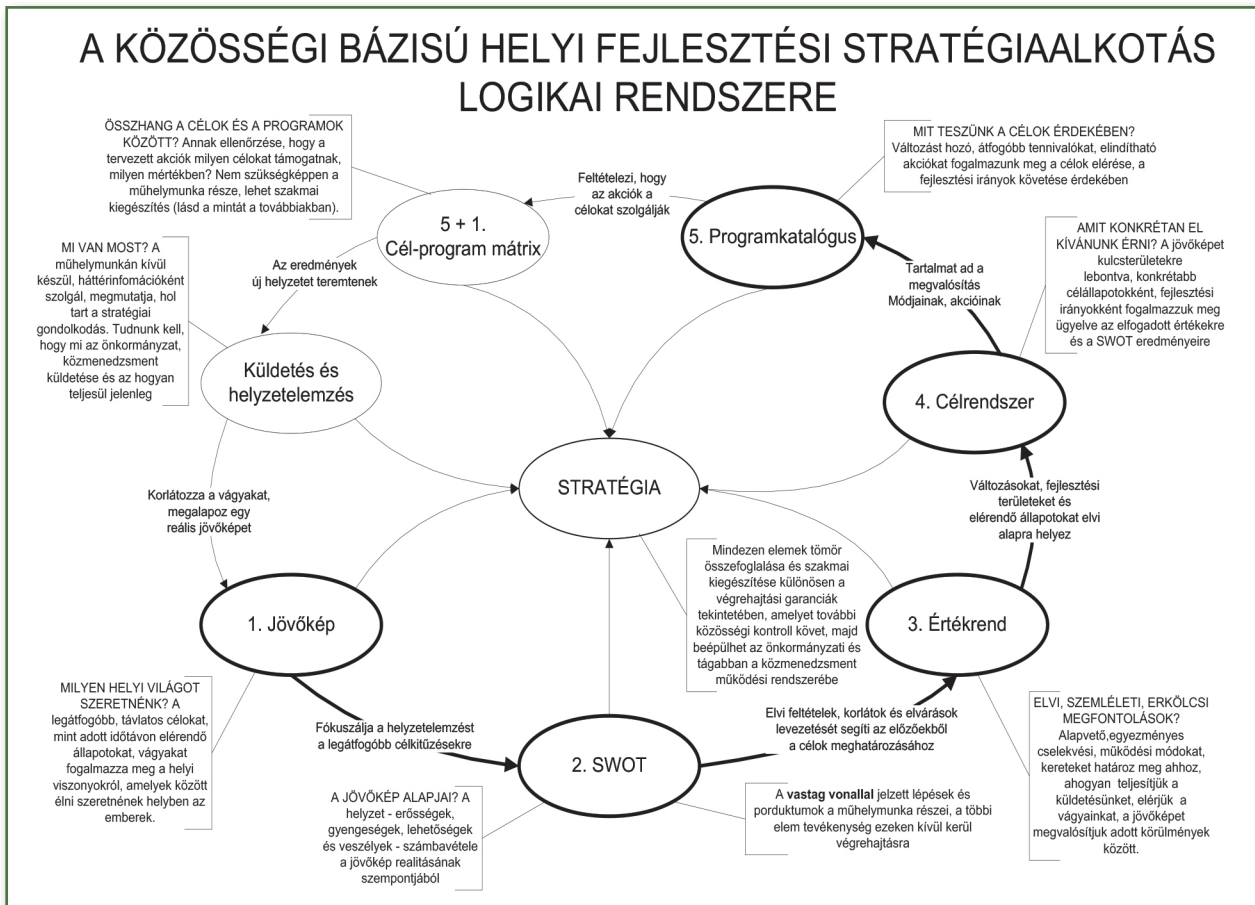 A KÖZÖSSÉGI BÁZISÚ HELYI FEJLESZTÉSI STRATÉGIAALKOTÁS
LOGIKAI RENDSZERE
ÖSSZHANG A CÉLOK ÉS A PROGRAMOK
KÖZÖTT? Annak ellenőrzése, hogy a
tervezett akciók milyen célokat támogatnak,
milyen mértékben? Nem szükségképpen a
műhelymunka része, lehet szakmai
kiegészítés (lásd a mintát a továbbiakban).
MIT TESZÜNK A CÉLOK ÉRDEKÉBEN?
Változást hozó, átfogóbb tennivalókat, elindítható
akciókat fogalmazunk meg a célok elérése, a
fejlesztési irányok követése érdekében
Feltételezi, hogy
az akciók a
célokat szolgálják
5 + 1.
Cél-program mátrix
5. Programkatalógus
MI VAN MOST? A
műhelymunkán kívül
készül, háttérinfomációként
szolgál, megmutatja, hol
tart a stratégiai
gondolkodás. Tudnunk kell,
hogy mi az önkormányzat,
közmenedzsment
küldetése és az hogyan
teljesül jelenleg
Az eredmények
új helyzetet teremtenek
Tartalmat ad a
megvalósítás
Módjainak, akcióinak
AMIT KONKRÉTAN EL
KÍVÁNUNK ÉRNI? A jövőképet
kulcsterületekre
lebontva, konkrétabb
célállapotokként, fejlesztési
irányokként fogalmazzuk meg
ügyelve az elfogadott értékekre
és a SWOT eredményeire
Küldetés és
helyzetelemzés
4. Célrendszer
STRATÉGIA
Korlátozza a vágyakat,
megalapoz egy
reális jövőképet
Változásokat, fejlesztési
területeket és
elérendő állapotokat elvi
alapra helyez
Mindezen elemek tömör
összefoglalása és szakmai
kiegészítése különösen a
végrehajtási garanciák
tekintetében, amelyet további
közösségi kontroll követ, majd
beépülhet az önkormányzati és
tágabban a közmenedzsment
működési rendszerébe
1. Jövőkép
3. Értékrend
MILYEN HELYI VILÁGOT
SZERETNÉNK? A
legátfogóbb, távlatos célokat,
mint adott időtávon elérendő
állapotokat, vágyakat
fogalmazza meg a helyi
viszonyokról, amelyek között
élni szeretnének helyben az
emberek.
Fókuszálja a helyzetelemzést
a legátfogóbb célkitűzésekre
Elvi feltételek, korlátok és elvárások
levezetését segíti az előzőekből
a célok meghatározásához
ELVI, SZEMLÉLETI, ERKÖLCSI
MEGFONTOLÁSOK?
Alapvető,egyezményes
cselekvési, működési módokat,
kereteket határoz meg ahhoz,
ahogyan teljesítjük a
küldetésünket, elérjük a
vágyainkat, a jövőképet
megvalósítjuk adott körülmények
között.
2. SWOT
A JÖVŐKÉP ALAPJAI? A
helyzet - erősségek,
gyengeségek, lehetőségek
és veszélyek - számbavétele
a jövőkép realitásának
szempontjából
A vastag vonallal jelzett lépések és
porduktumok a műhelymunka részei, a többi
elem tevékenység ezeken kívül kerül
végrehajtásra